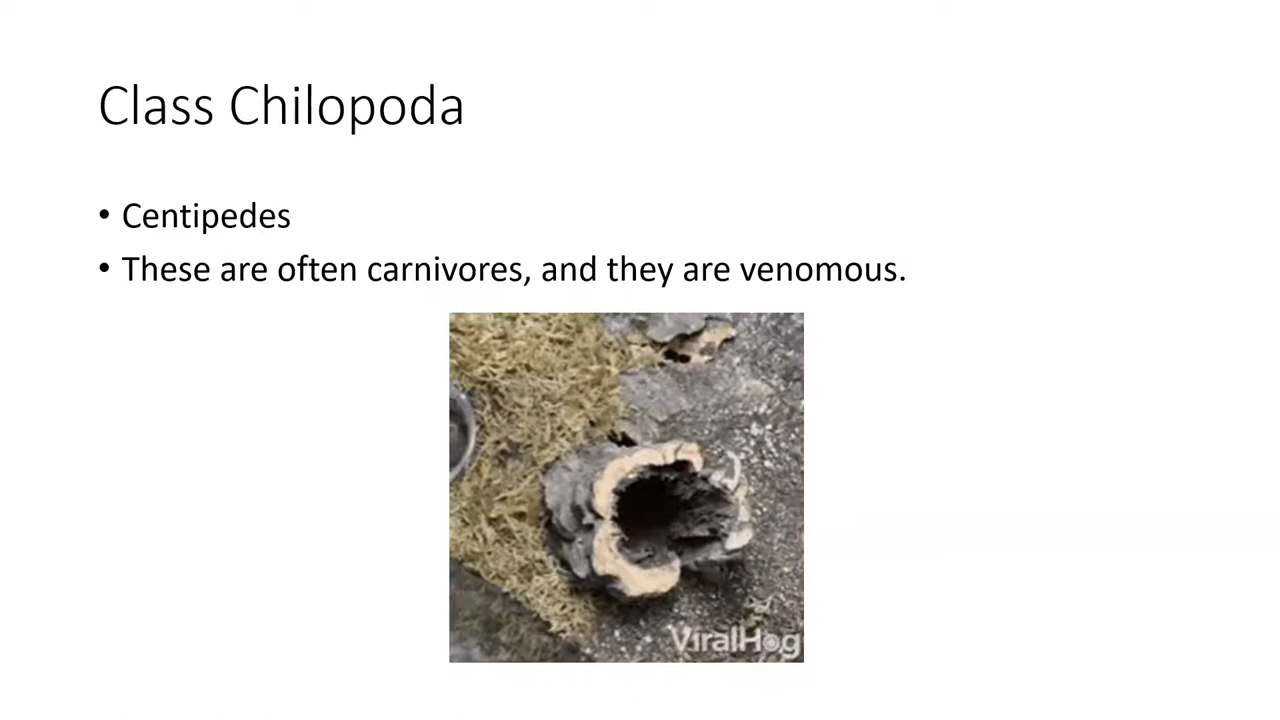 Class Chilopoda
• Centipedes
• These are often carnivores, and they are venomous.
ViralHog